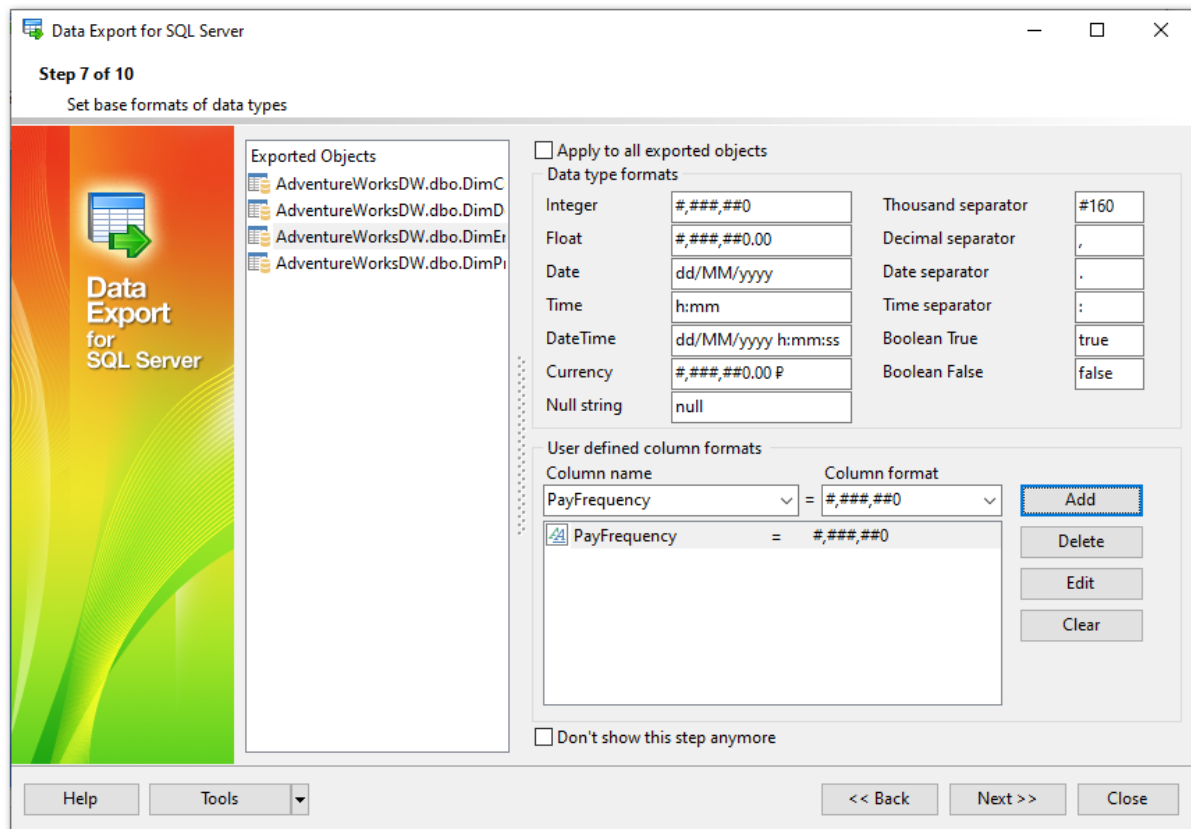 Data Export for SQL Server
Step 7 of 10
Set base formats of data types
Data
Export
for
SQL Server
Exported Objects
AdventureWorksDW.dbo.DimC
AdventureWorksDW.dbo.DimD
AdventureWorksDW.dbo.DimEr
AdventureWorksDW.dbo.DimPr
Apply to all exported objects
Data type formats
Integer #,###,##0 Thousand separator #160
Float #,###,##0.00 Decimal separator ,
Date dd/MM/yyyy Date separator .
Time h:mm Time separator :
DateTime dd/MM/yyyy h:mm:ss Boolean True true
Currency #,###,##0.00 ₽ Boolean False false
Null string null
User defined column formats
Column name Column format
PayFrequency = #,###,##0 Add
PayFrequency = #,###,##0
Delete
Edit
Clear
Don't show this step anymore
Help Tools << Back Next >> Close